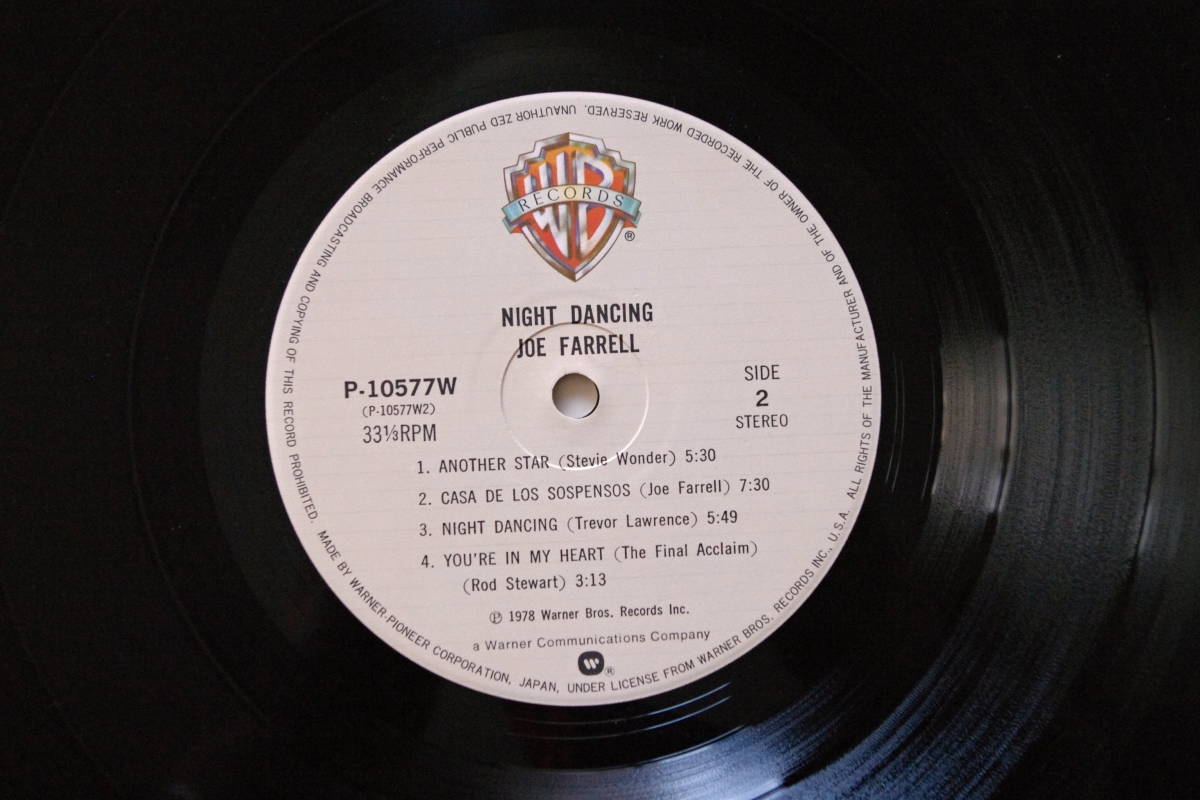 WB
RECORDS
®
NIGHT DANCING
JOE FARRELL
P-10577W
(P-10577W2)
33⅓RPM
SIDE
2
STEREO
1. ANOTHER STAR (Stevie Wonder) 5:30
2. CASA DE LOS SOSPENSOS (Joe Farrell) 7:30
3. NIGHT DANCING (Trevor Lawrence) 5:49
4. YOU'RE IN MY HEART (The Final Acclaim)
(Rod Stewart) 3:13
℗ 1978 Warner Bros. Records Inc.
a Warner Communications Company
®
MADE BY WARNER-PIONEER CORPORATION, JAPAN, UNDER LICENSE FROM WARNER BROS. RECORDS INC., U.S.A. ALL RIGHTS OF THE MANUFACTURER AND OF THE OWNER OF THE RECORDED WORK RESERVED. UNAUTHOR ZED PUBLIC PERFORMANCE BROADCASTING AND COPYING OF THIS RECORD PROHIBITED.